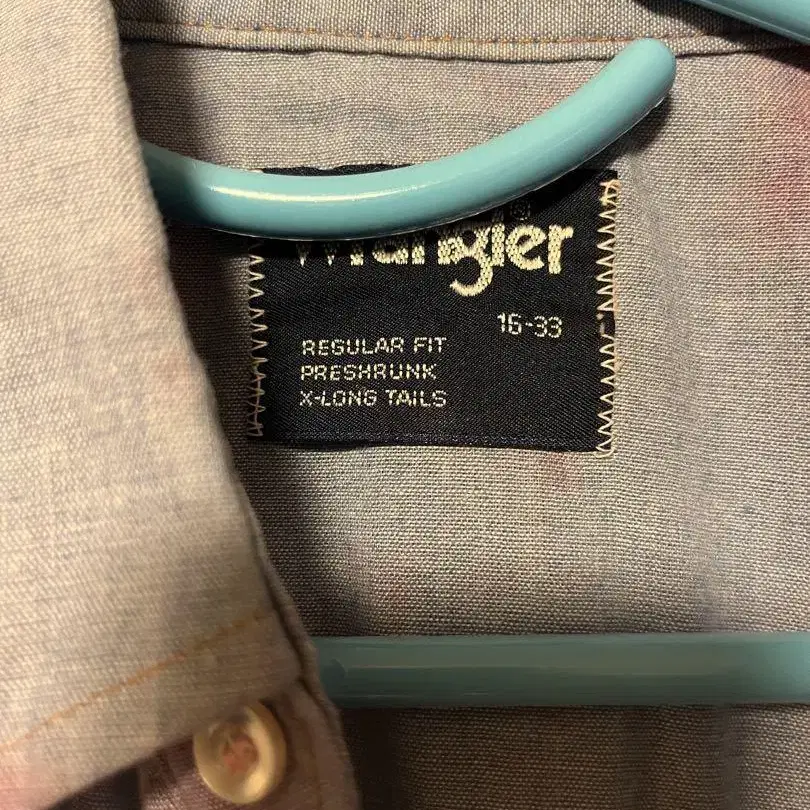 Wrangler®
16-33
REGULAR FIT
PRESHRUNK
X-LONG TAILS